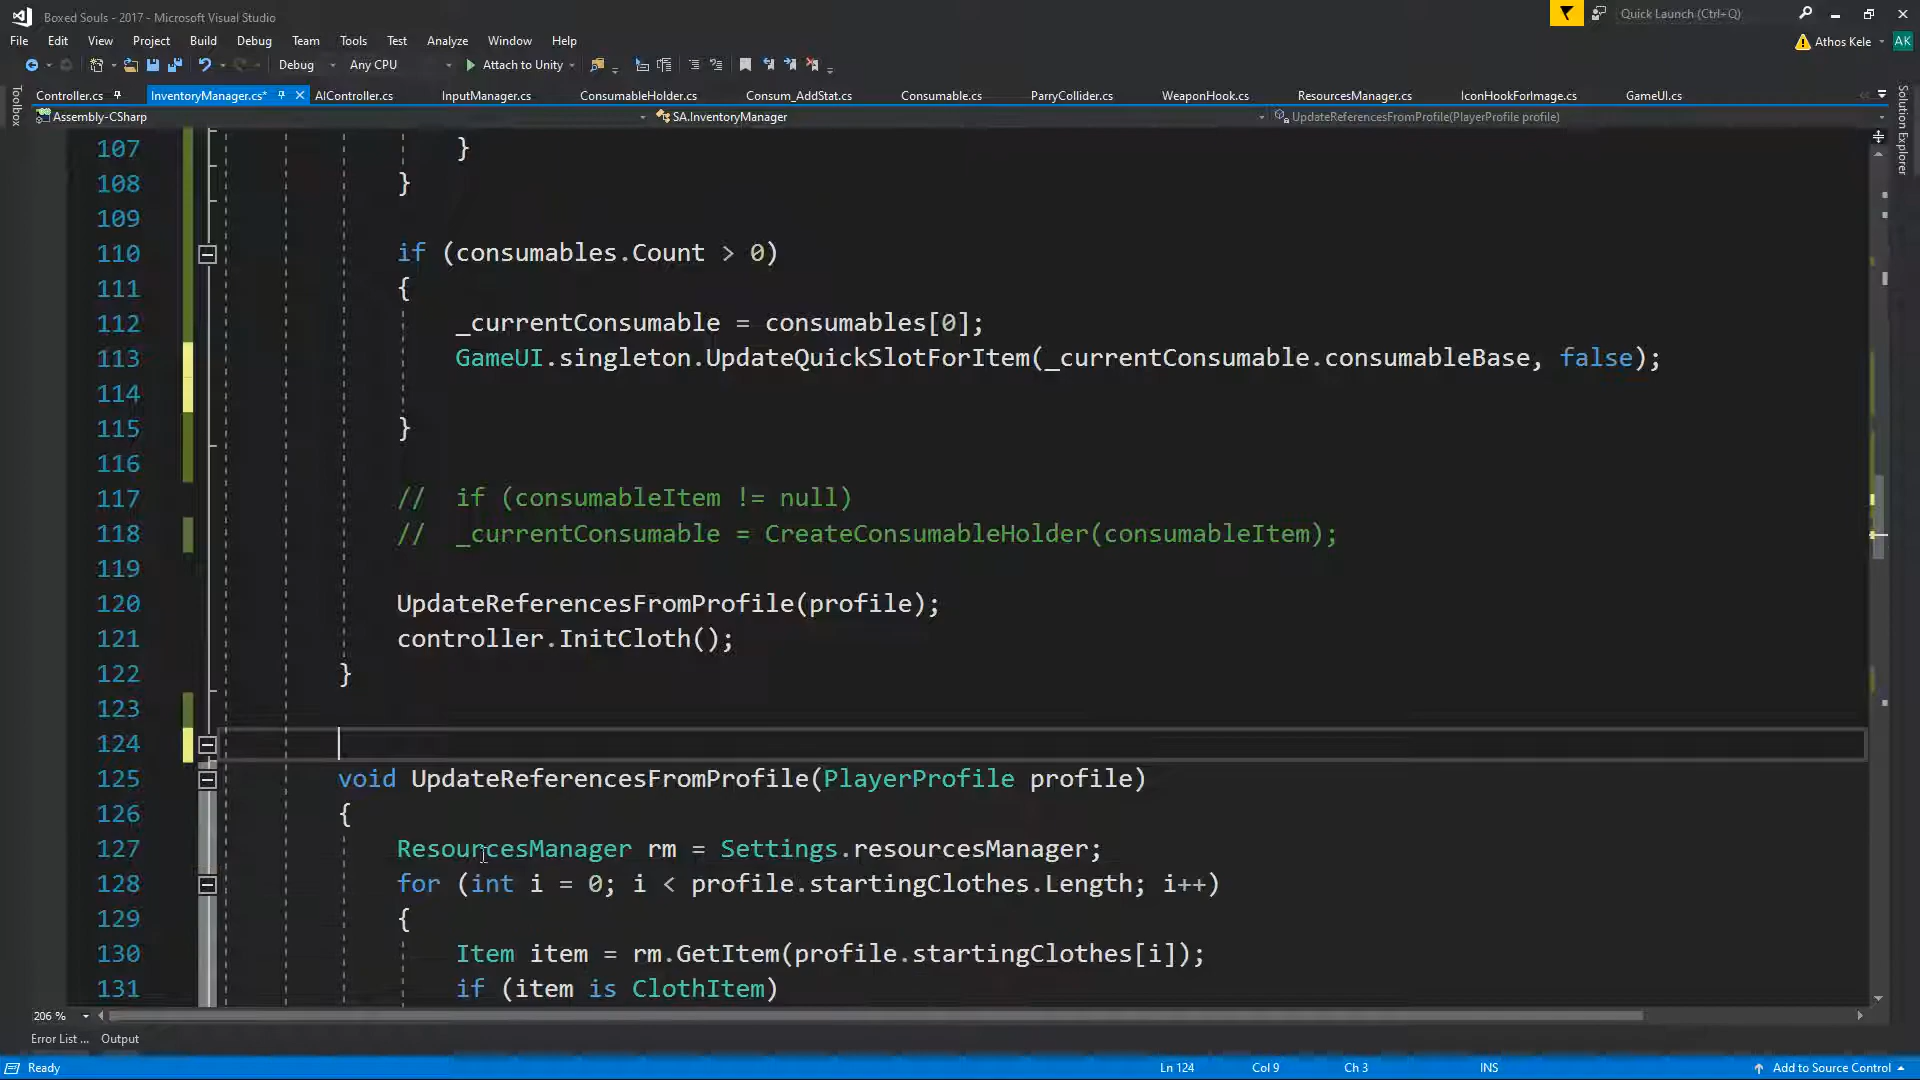 Boxed Souls - 2017 - Microsoft Visual Studio
Quick Launch (Ctrl+Q)
File Edit View Project Build Debug Team Tools Test Analyze Window Help
Athos Kele AK
Debug Any CPU Attach to Unity
Toolbox
Controller.cs InventoryManager.cs* AIController.cs InputManager.cs ConsumableHolder.cs Consum_AddStat.cs Consumable.cs ParryCollider.cs WeaponHook.cs ResourcesManager.cs IconHookForImage.cs GameUI.cs
Solution Explorer
Assembly-CSharp SA.InventoryManager UpdateReferencesFromProfile(PlayerProfile profile)
107 }
108 }
109
110 if (consumables.Count > 0)
111 {
112 _currentConsumable = consumables[0];
113 GameUI.singleton.UpdateQuickSlotForItem(_currentConsumable.consumableBase, false);
114
115 }
116
117 // if (consumableItem != null)
118 // _currentConsumable = CreateConsumableHolder(consumableItem);
119
120 UpdateReferencesFromProfile(profile);
121 controller.InitCloth();
122 }
123
124
125 void UpdateReferencesFromProfile(PlayerProfile profile)
126 {
127 ResourcesManager rm = Settings.resourcesManager;
128 for (int i = 0; i < profile.startingClothes.Length; i++)
129 {
130 Item item = rm.GetItem(profile.startingClothes[i]);
131 if (item is ClothItem)
206 %
Error List ... Output
Ready Ln 124 Col 9 Ch 3 INS Add to Source Control